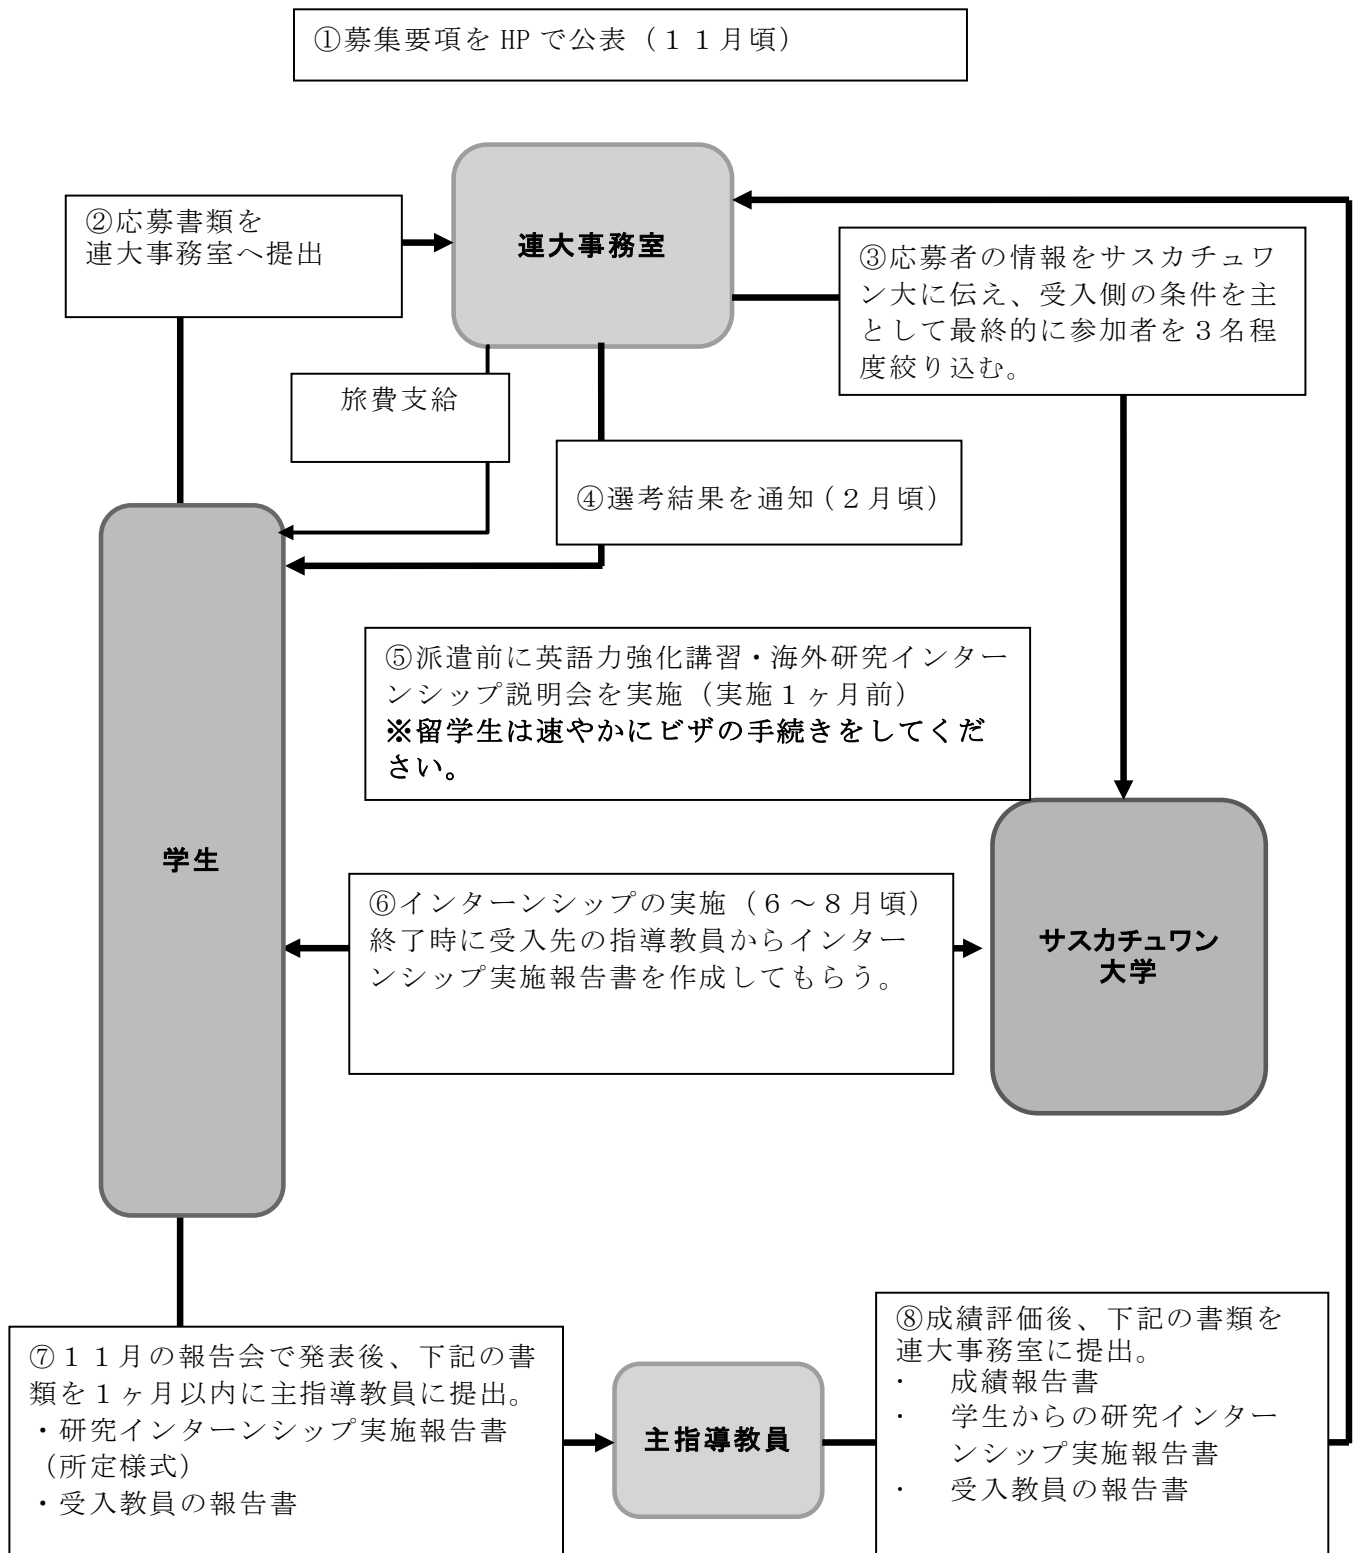 ①募集要項を HP で公表（１１月頃）
②応募書類を
連大事務室へ提出
連大事務室
③応募者の情報をサスカチュワ
ン大に伝え、受入側の条件を主
として最終的に参加者を３名程
度絞り込む。
旅費支給
④選考結果を通知（２月頃）
⑤派遣前に英語力強化講習・海外研究インター
ンシップ説明会を実施（実施１ヶ月前）
※留学生は速やかにビザの手続きをしてくだ
さい。
学生
⑥インターンシップの実施（６～８月頃）
終了時に受入先の指導教員からインター
ンシップ実施報告書を作成してもらう。
サスカチュワン
大学
⑦１１月の報告会で発表後、下記の書
類を１ヶ月以内に主指導教員に提出。
・研究インターンシップ実施報告書
（所定様式）
・受入教員の報告書
主指導教員
⑧成績評価後、下記の書類を
連大事務室に提出。
・ 成績報告書
・ 学生からの研究インター
ンシップ実施報告書
・ 受入教員の報告書